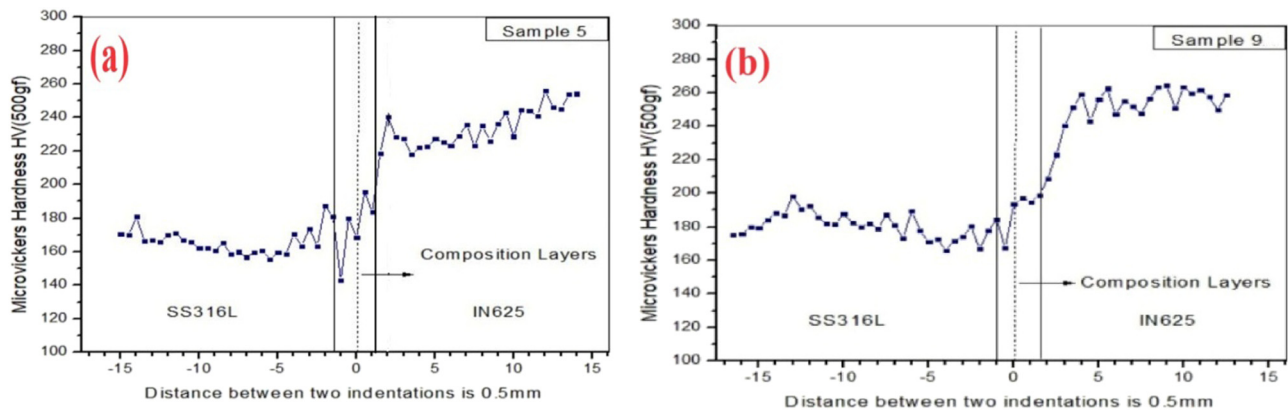 (a)
Sample 5
Microvickers Hardness HV(500gf)
300
280
260
240
220
200
180
160
140
120
100
Composition Layers
SS316L
IN625
-15
-10
-5
0
5
10
15
Distance between two indentations is 0.5mm
(b)
Sample 9
Microvickers Hardness HV(500gf)
300
280
260
240
220
200
180
160
140
120
100
Composition Layers
SS316L
IN625
-15
-10
-5
0
5
10
15
Distance between two indentations is 0.5mm